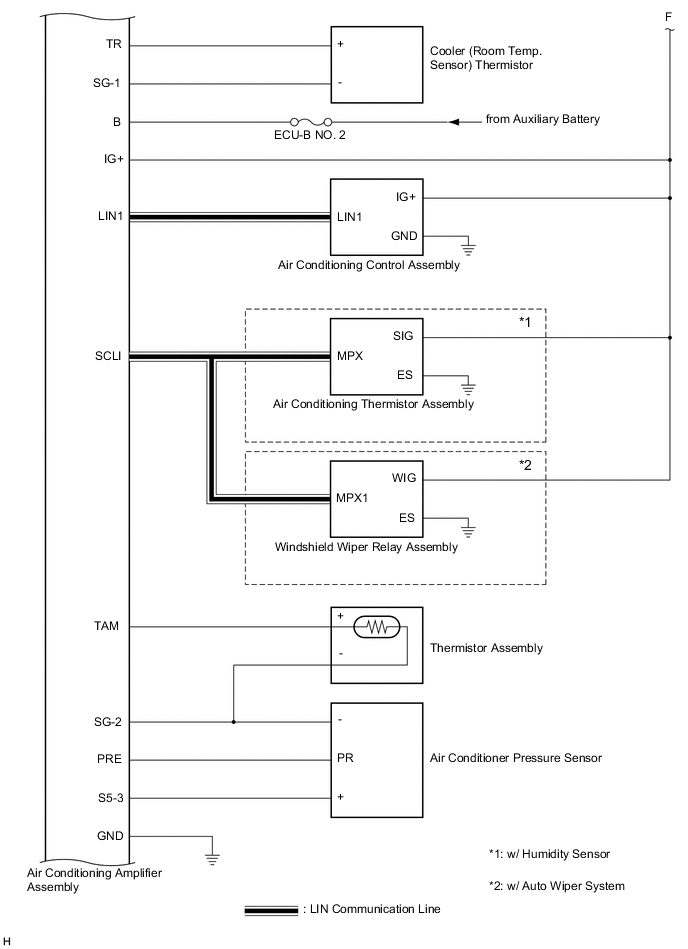 F
TR
+
Cooler (Room Temp.
Sensor) Thermistor
SG-1
-
B
ECU-B NO. 2
from Auxiliary Battery
IG+
IG+
LIN1
LIN1
GND
Air Conditioning Control Assembly
*1
SIG
SCLI
MPX
ES
Air Conditioning Thermistor Assembly
*2
WIG
MPX1
ES
Windshield Wiper Relay Assembly
TAM
+
-
Thermistor Assembly
SG-2
-
PRE
PR
Air Conditioner Pressure Sensor
S5-3
+
GND
Air Conditioning Amplifier
Assembly
*1: w/ Humidity Sensor
*2: w/ Auto Wiper System
: LIN Communication Line
H